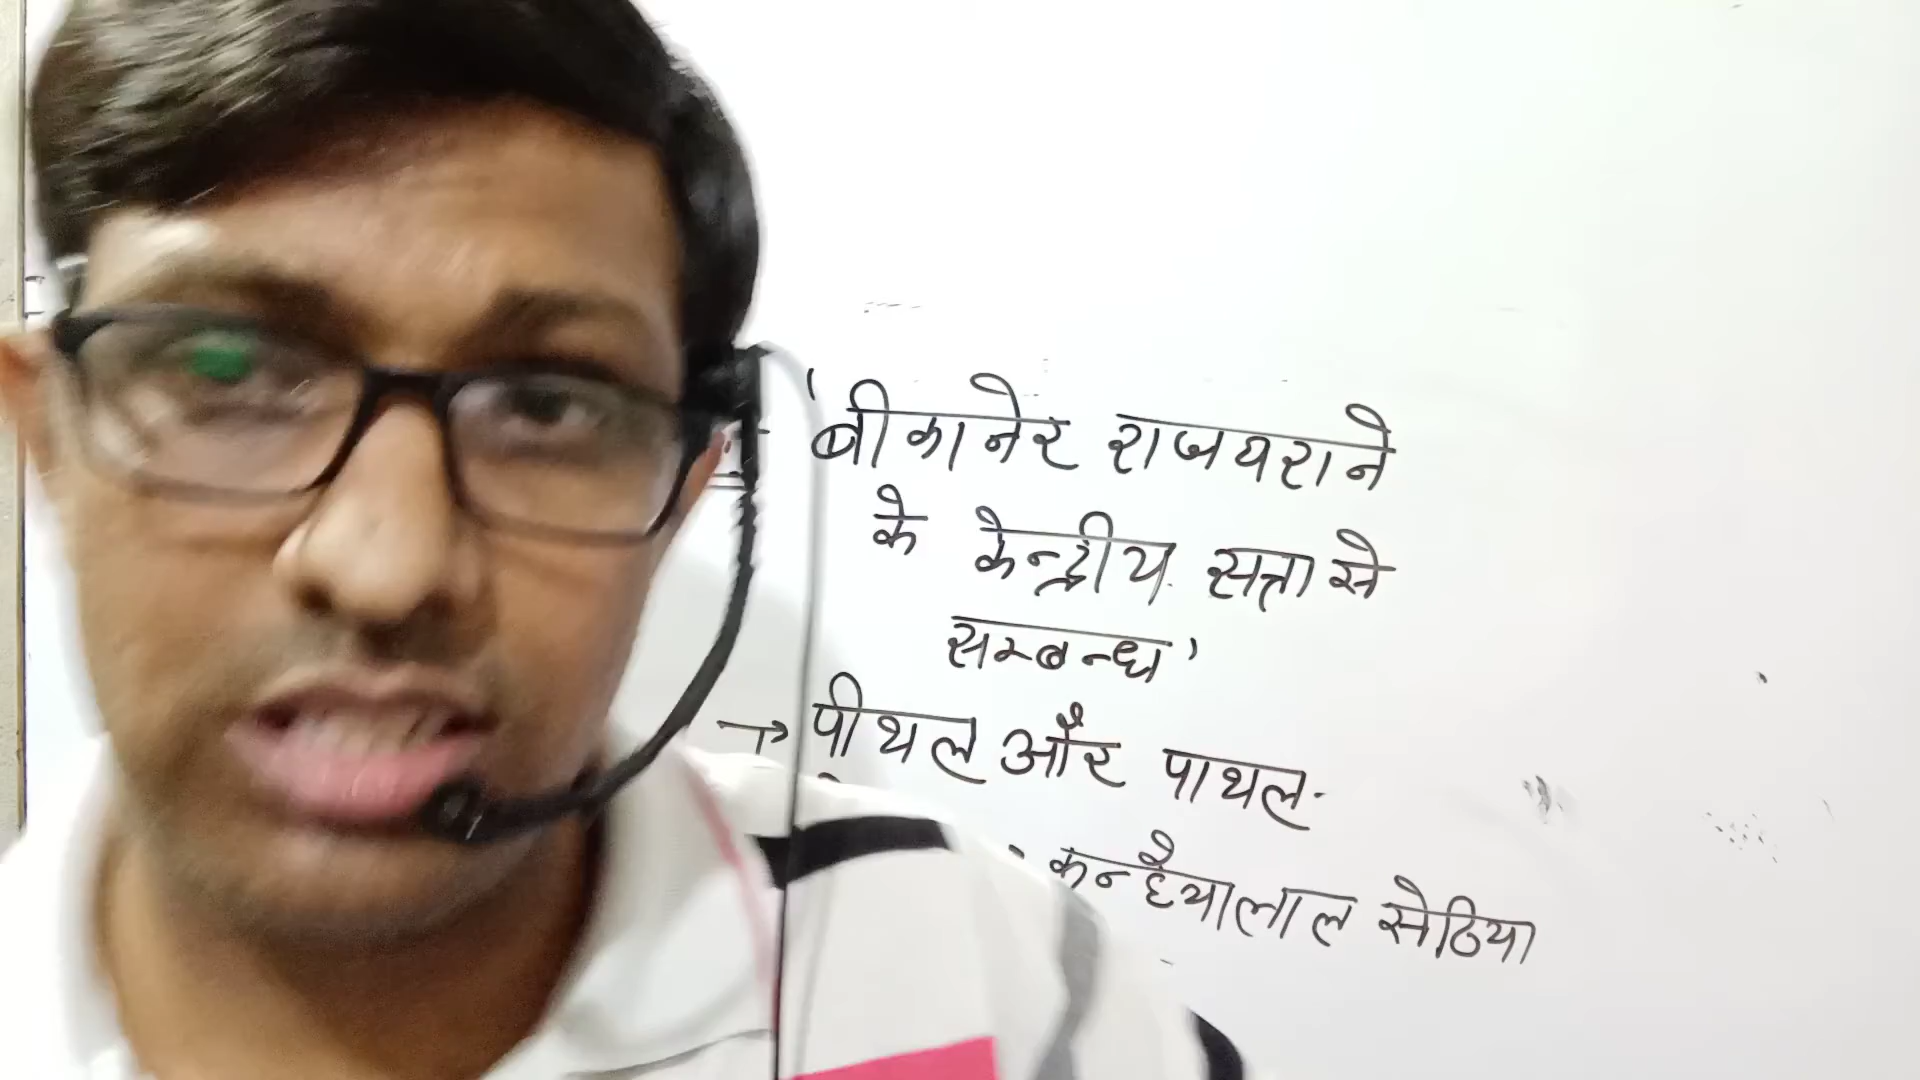 'बीकानेर राजघराने
के केन्द्रीय सत्ता से
सम्बन्ध'
→ पीथल और पाथल.
कन्हैयालाल सेठिया